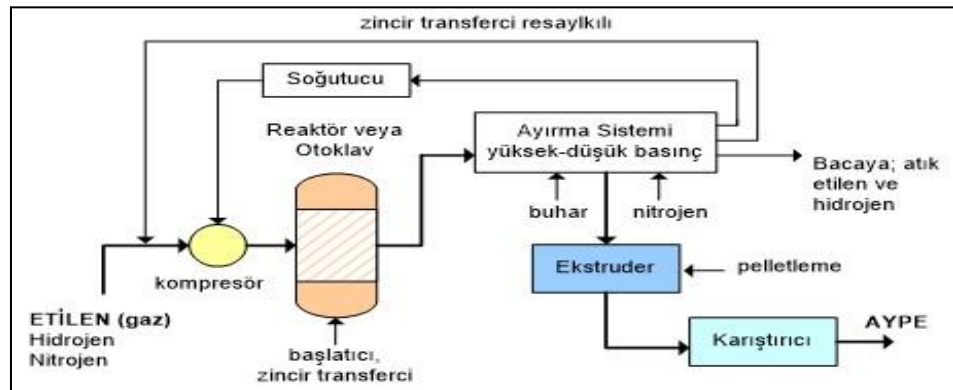 zincir transferci resaylkılı
Soğutucu
Reaktör veya
Otoklav
Ayırma Sistemi
yüksek-düşük basınç
Bacaya; atık
etilen ve
hidrojen
buhar
nitrojen
kompresör
Ekstruder
pelletleme
ETİLEN (gaz)
Hidrojen
Nitrojen
başlatıcı,
zincir transferci
Karıştırıcı
AYPE